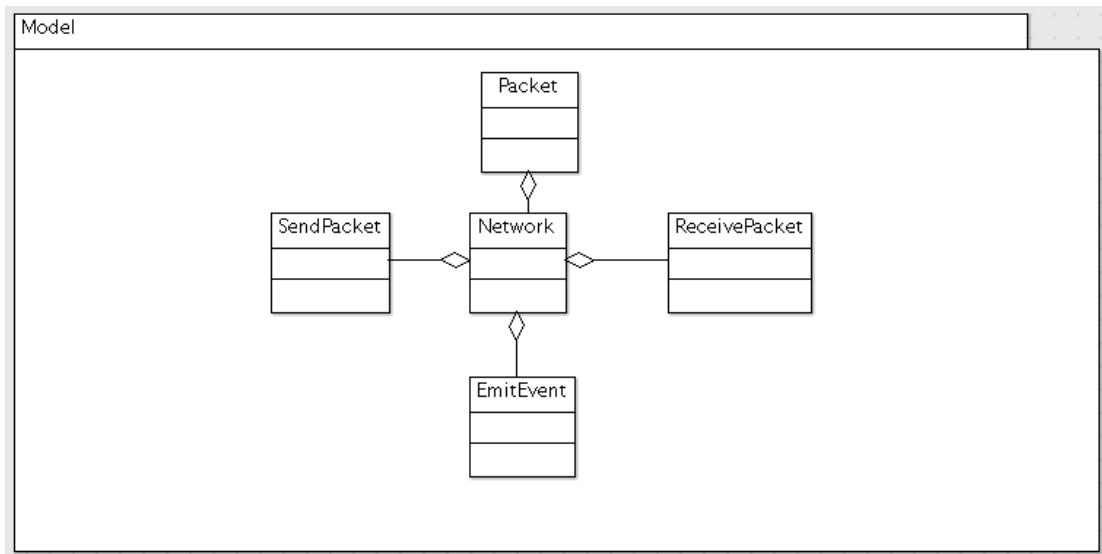 Model
Packet
SendPacket
Network
ReceivePacket
EmitEvent